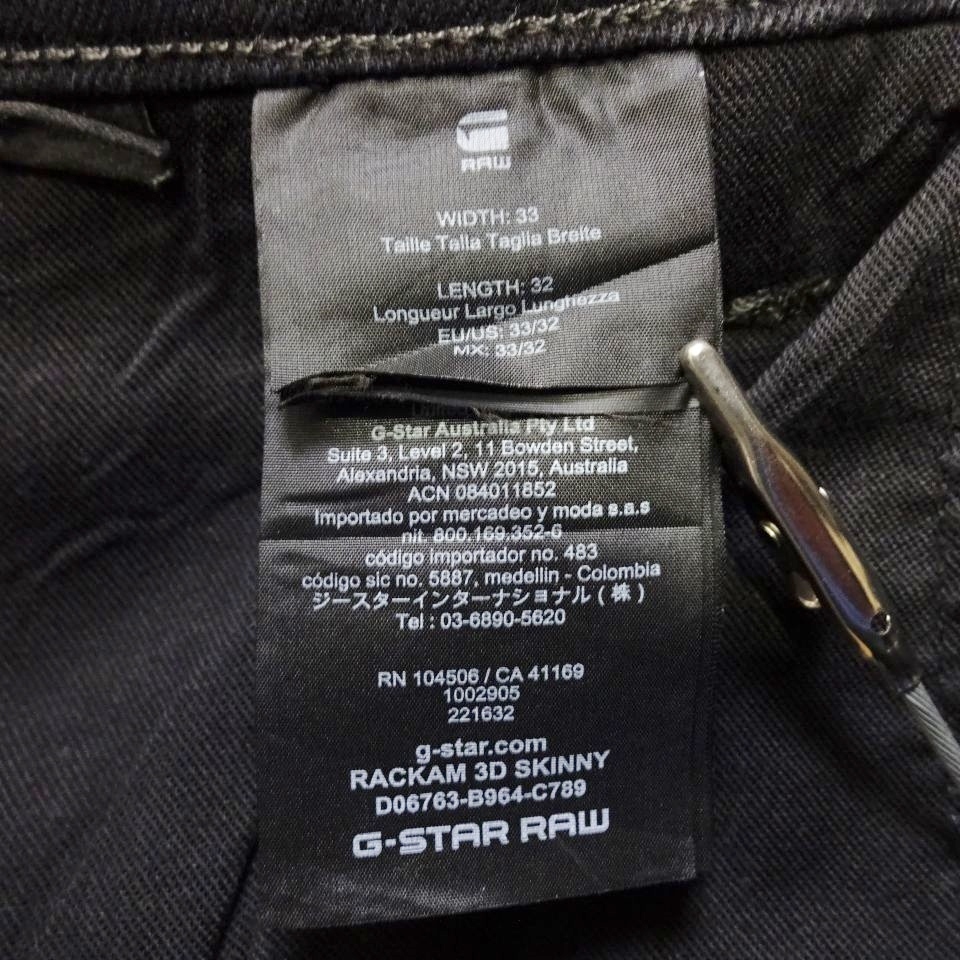 RAW
WIDTH: 33
Taille Talla Taglia Breite
LENGTH: 32
Longueur Largo Lunghezza
EU/US: 33/32
MX: 33/32
G-Star Australia Pty Ltd
Suite 3, Level 2, 11 Bowden Street,
Alexandria, NSW 2015, Australia
ACN 084011852
Importado por mercadeo y moda s.a.s
nit. 800.169.352-6
código importador no. 483
código sic no. 5887, medellin - Colombia
ジースターインターナショナル(株)
Tel : 03-6890-5620
RN 104506 / CA 41169
1002905
221632
g-star.com
RACKAM 3D SKINNY
D06763-B964-C789
G-STAR RAW